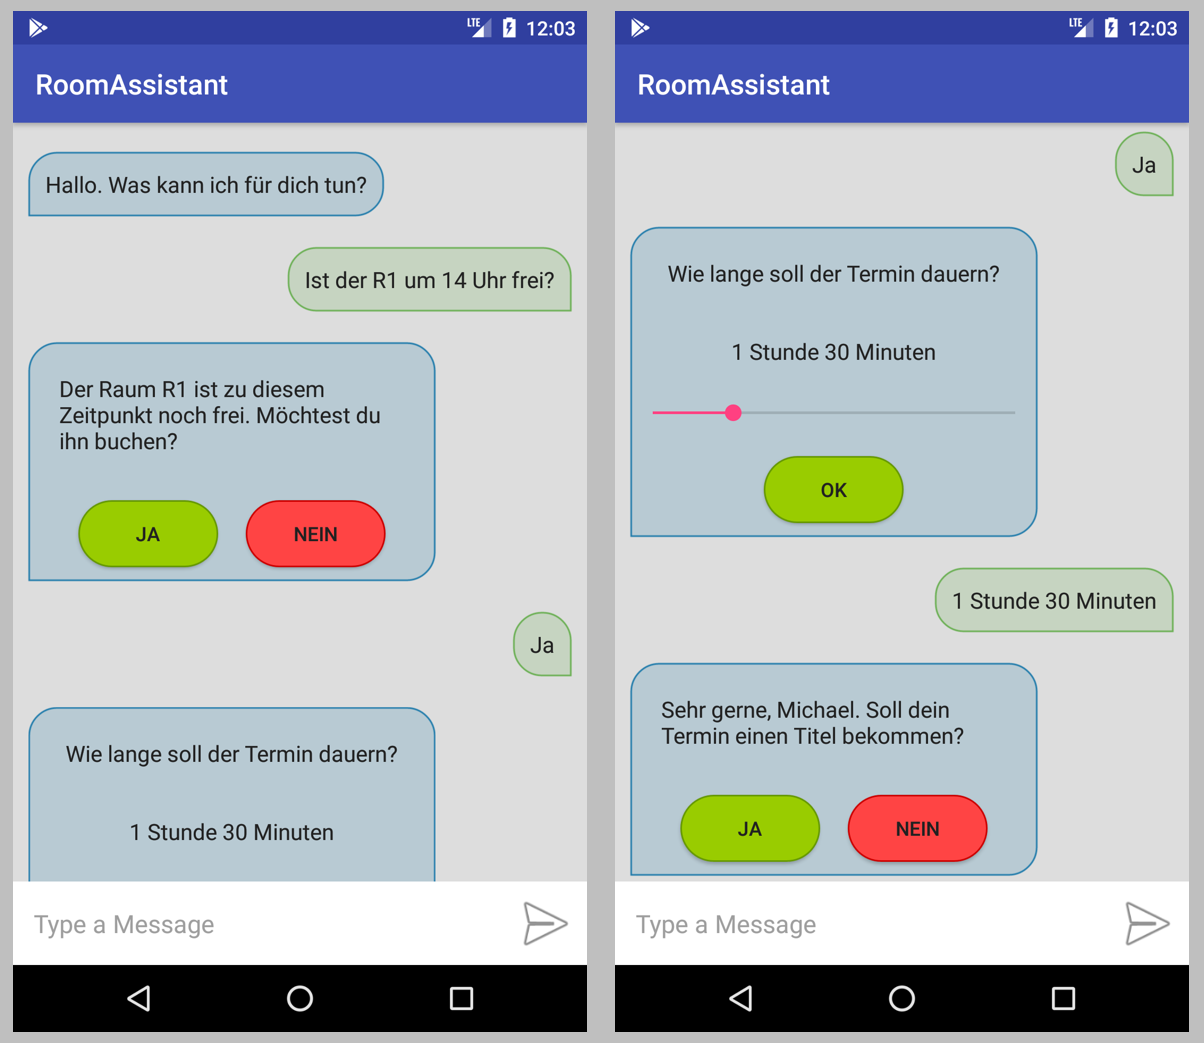 LTE 12:03
RoomAssistant
Hallo. Was kann ich für dich tun?
Ist der R1 um 14 Uhr frei?
Der Raum R1 ist zu diesem
Zeitpunkt noch frei. Möchtest du
ihn buchen?
JA NEIN
Ja
Wie lange soll der Termin dauern?
1 Stunde 30 Minuten
Type a Message
LTE 12:03
RoomAssistant
Ja
Wie lange soll der Termin dauern?
1 Stunde 30 Minuten
OK
1 Stunde 30 Minuten
Sehr gerne, Michael. Soll dein
Termin einen Titel bekommen?
JA NEIN
Type a Message